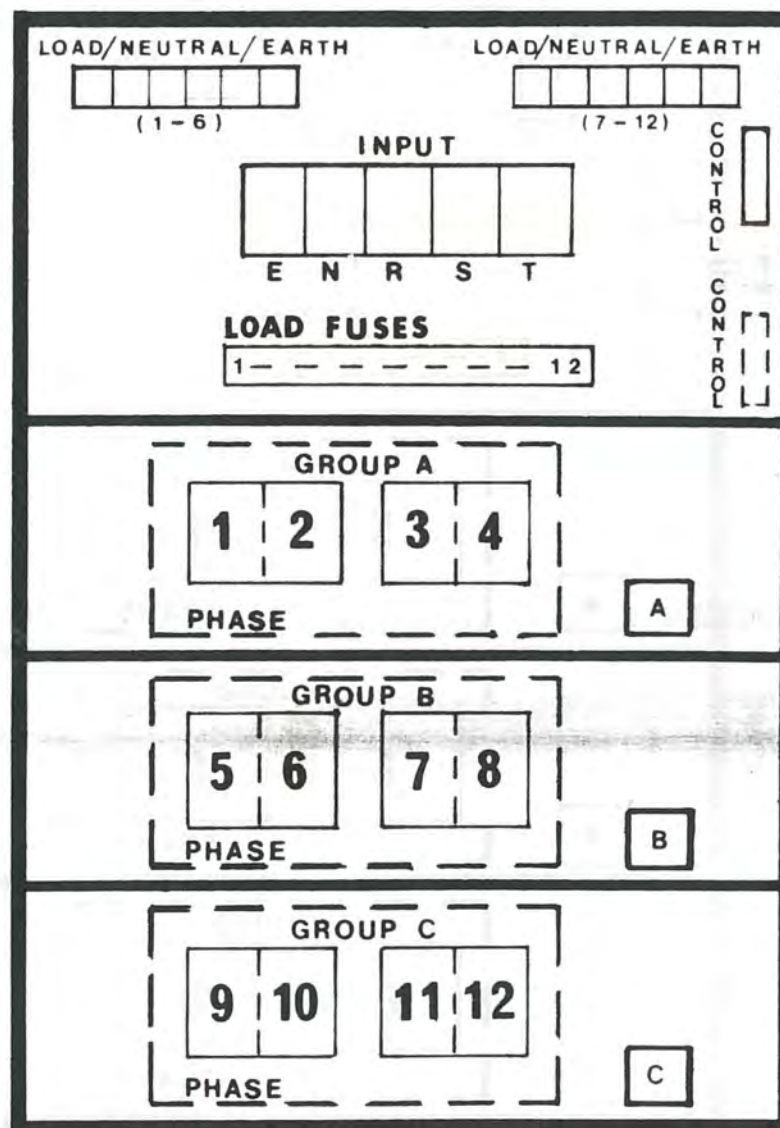 LOAD/NEUTRAL/EARTH
(1-6)
LOAD/NEUTRAL/EARTH
(7-12)
CONTROL
INPUT
E N R S T
CONTROL
LOAD FUSES
1 — — — — — — — 12
GROUP A
1 2 3 4
PHASE
A
GROUP B
5 6 7 8
PHASE
B
GROUP C
9 10 11 12
PHASE
C